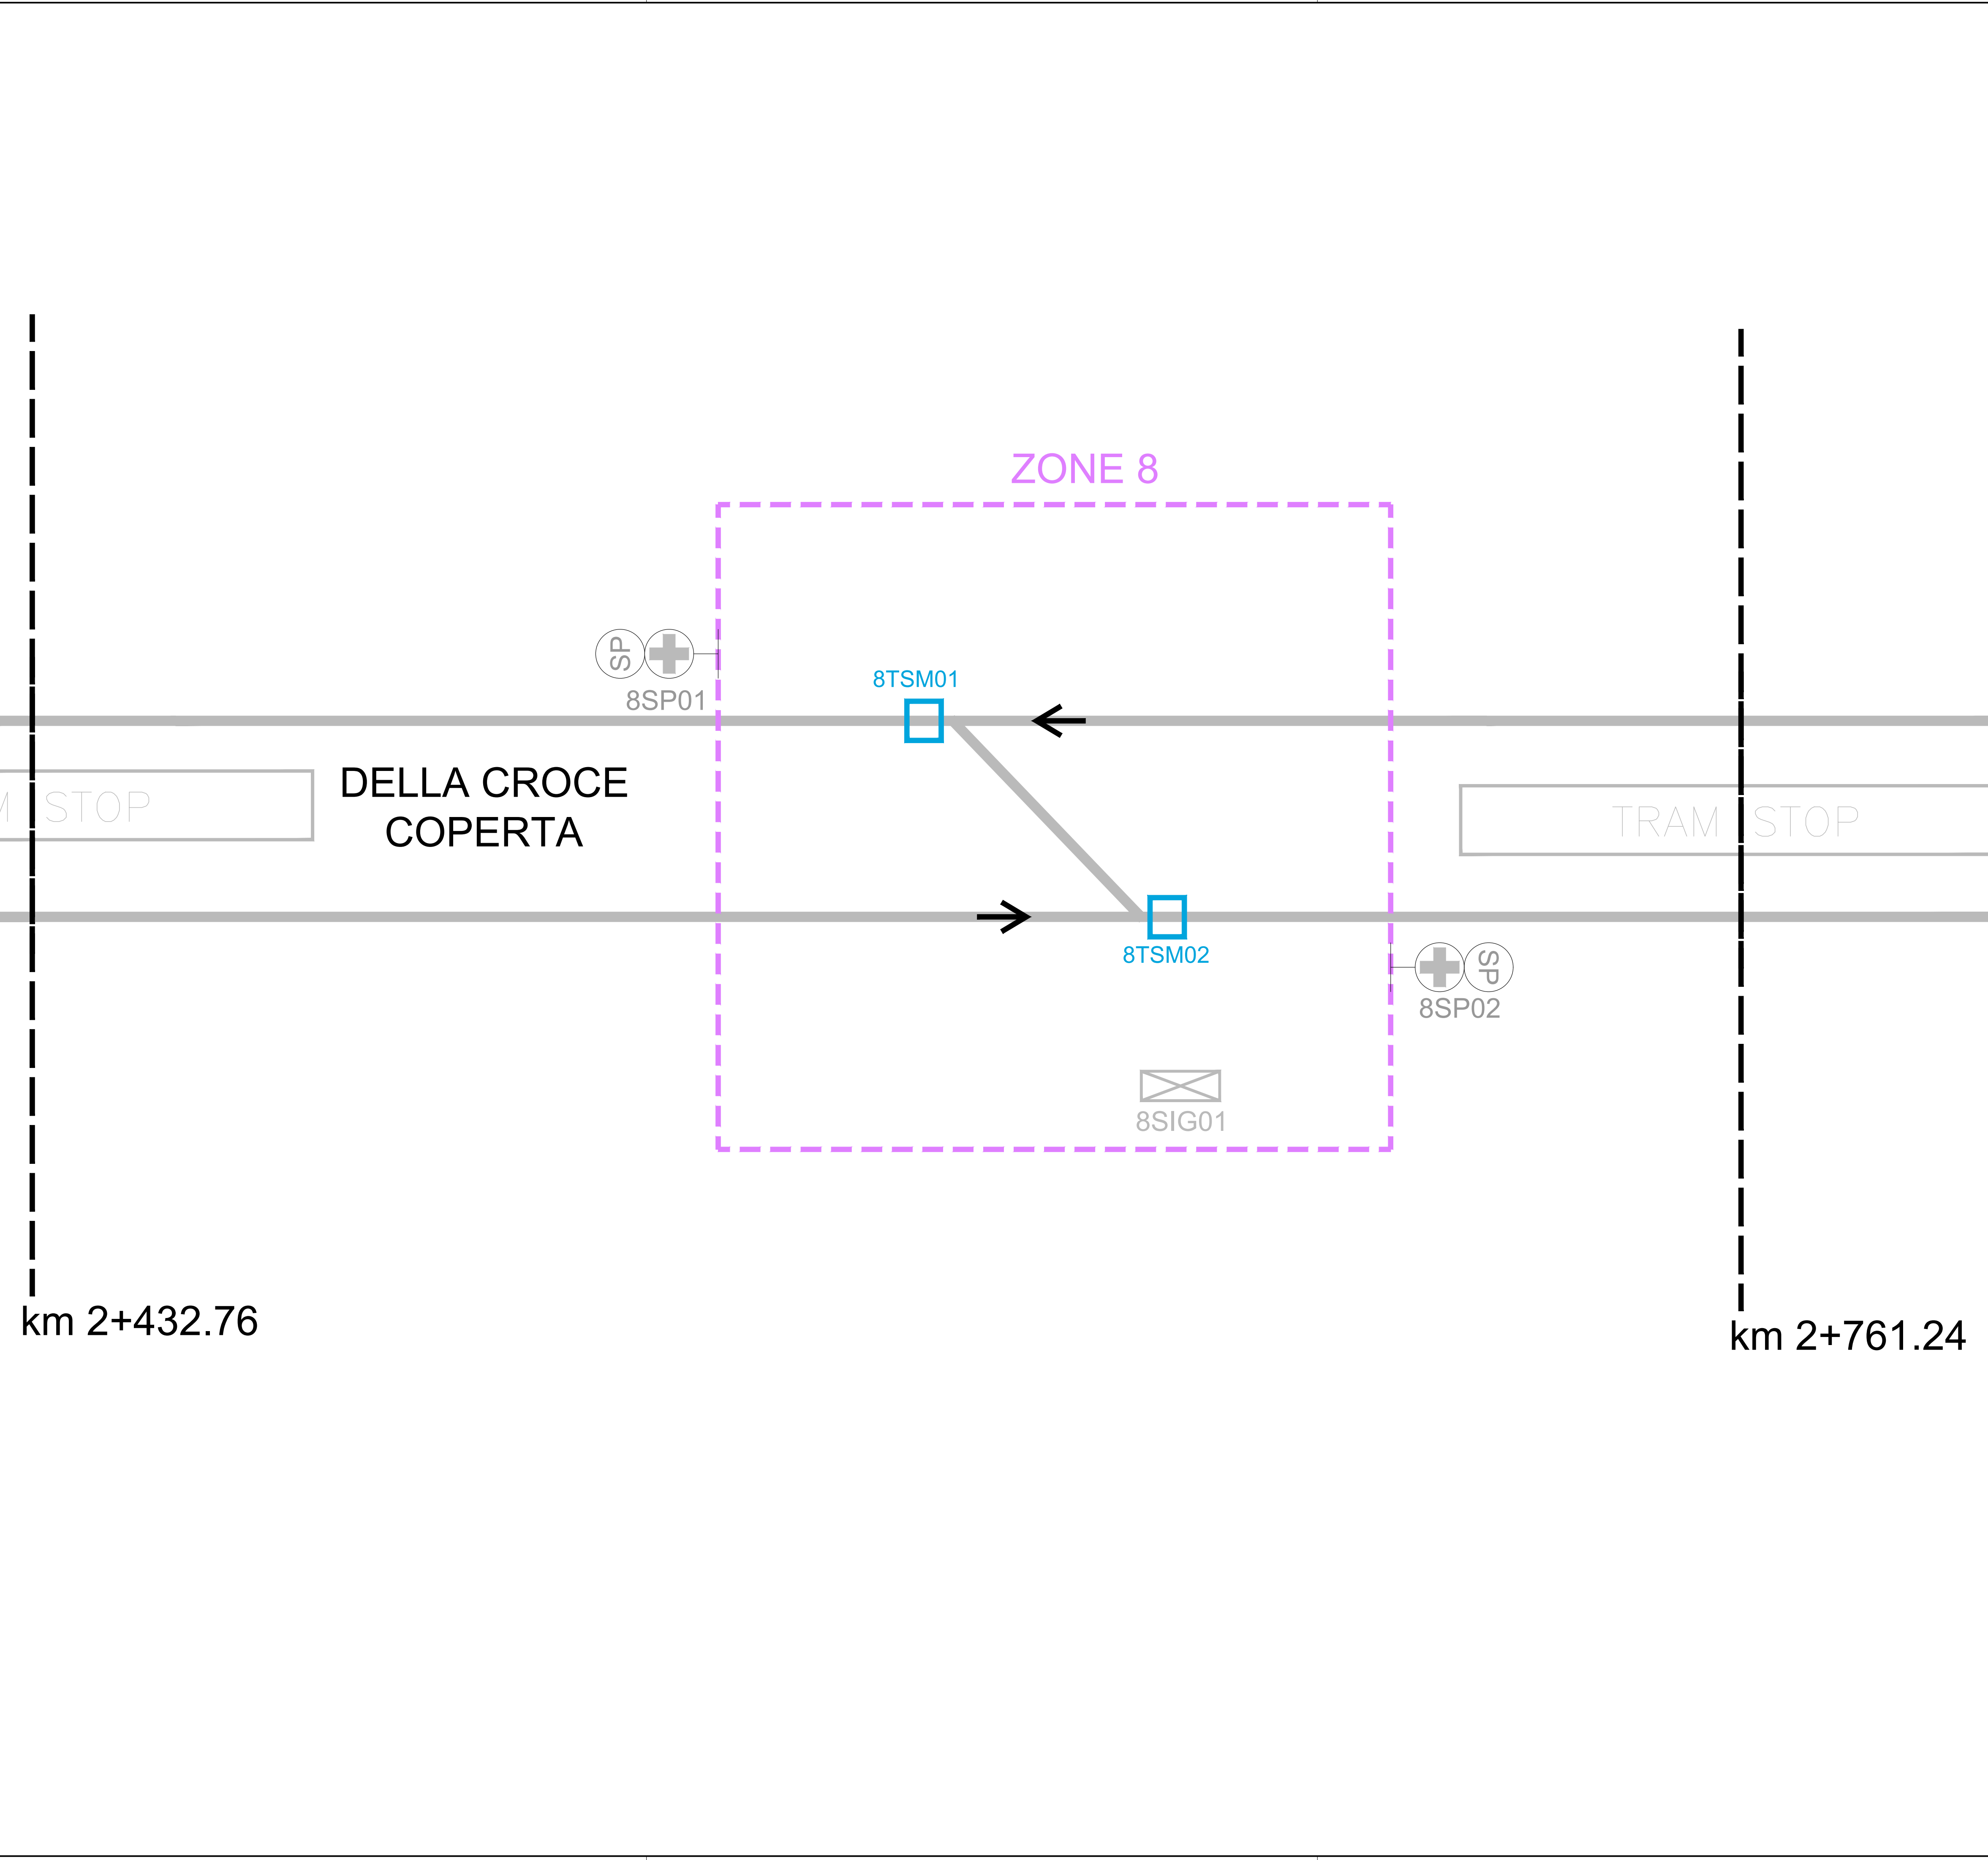 ZONE 8
SP
8SP01
8TSM01
DELLA CROCE
COPERTA
STOP
TRAM STOP
8TSM02
SP
8SP02
8SIG01
km 2+432.76
km 2+761.24